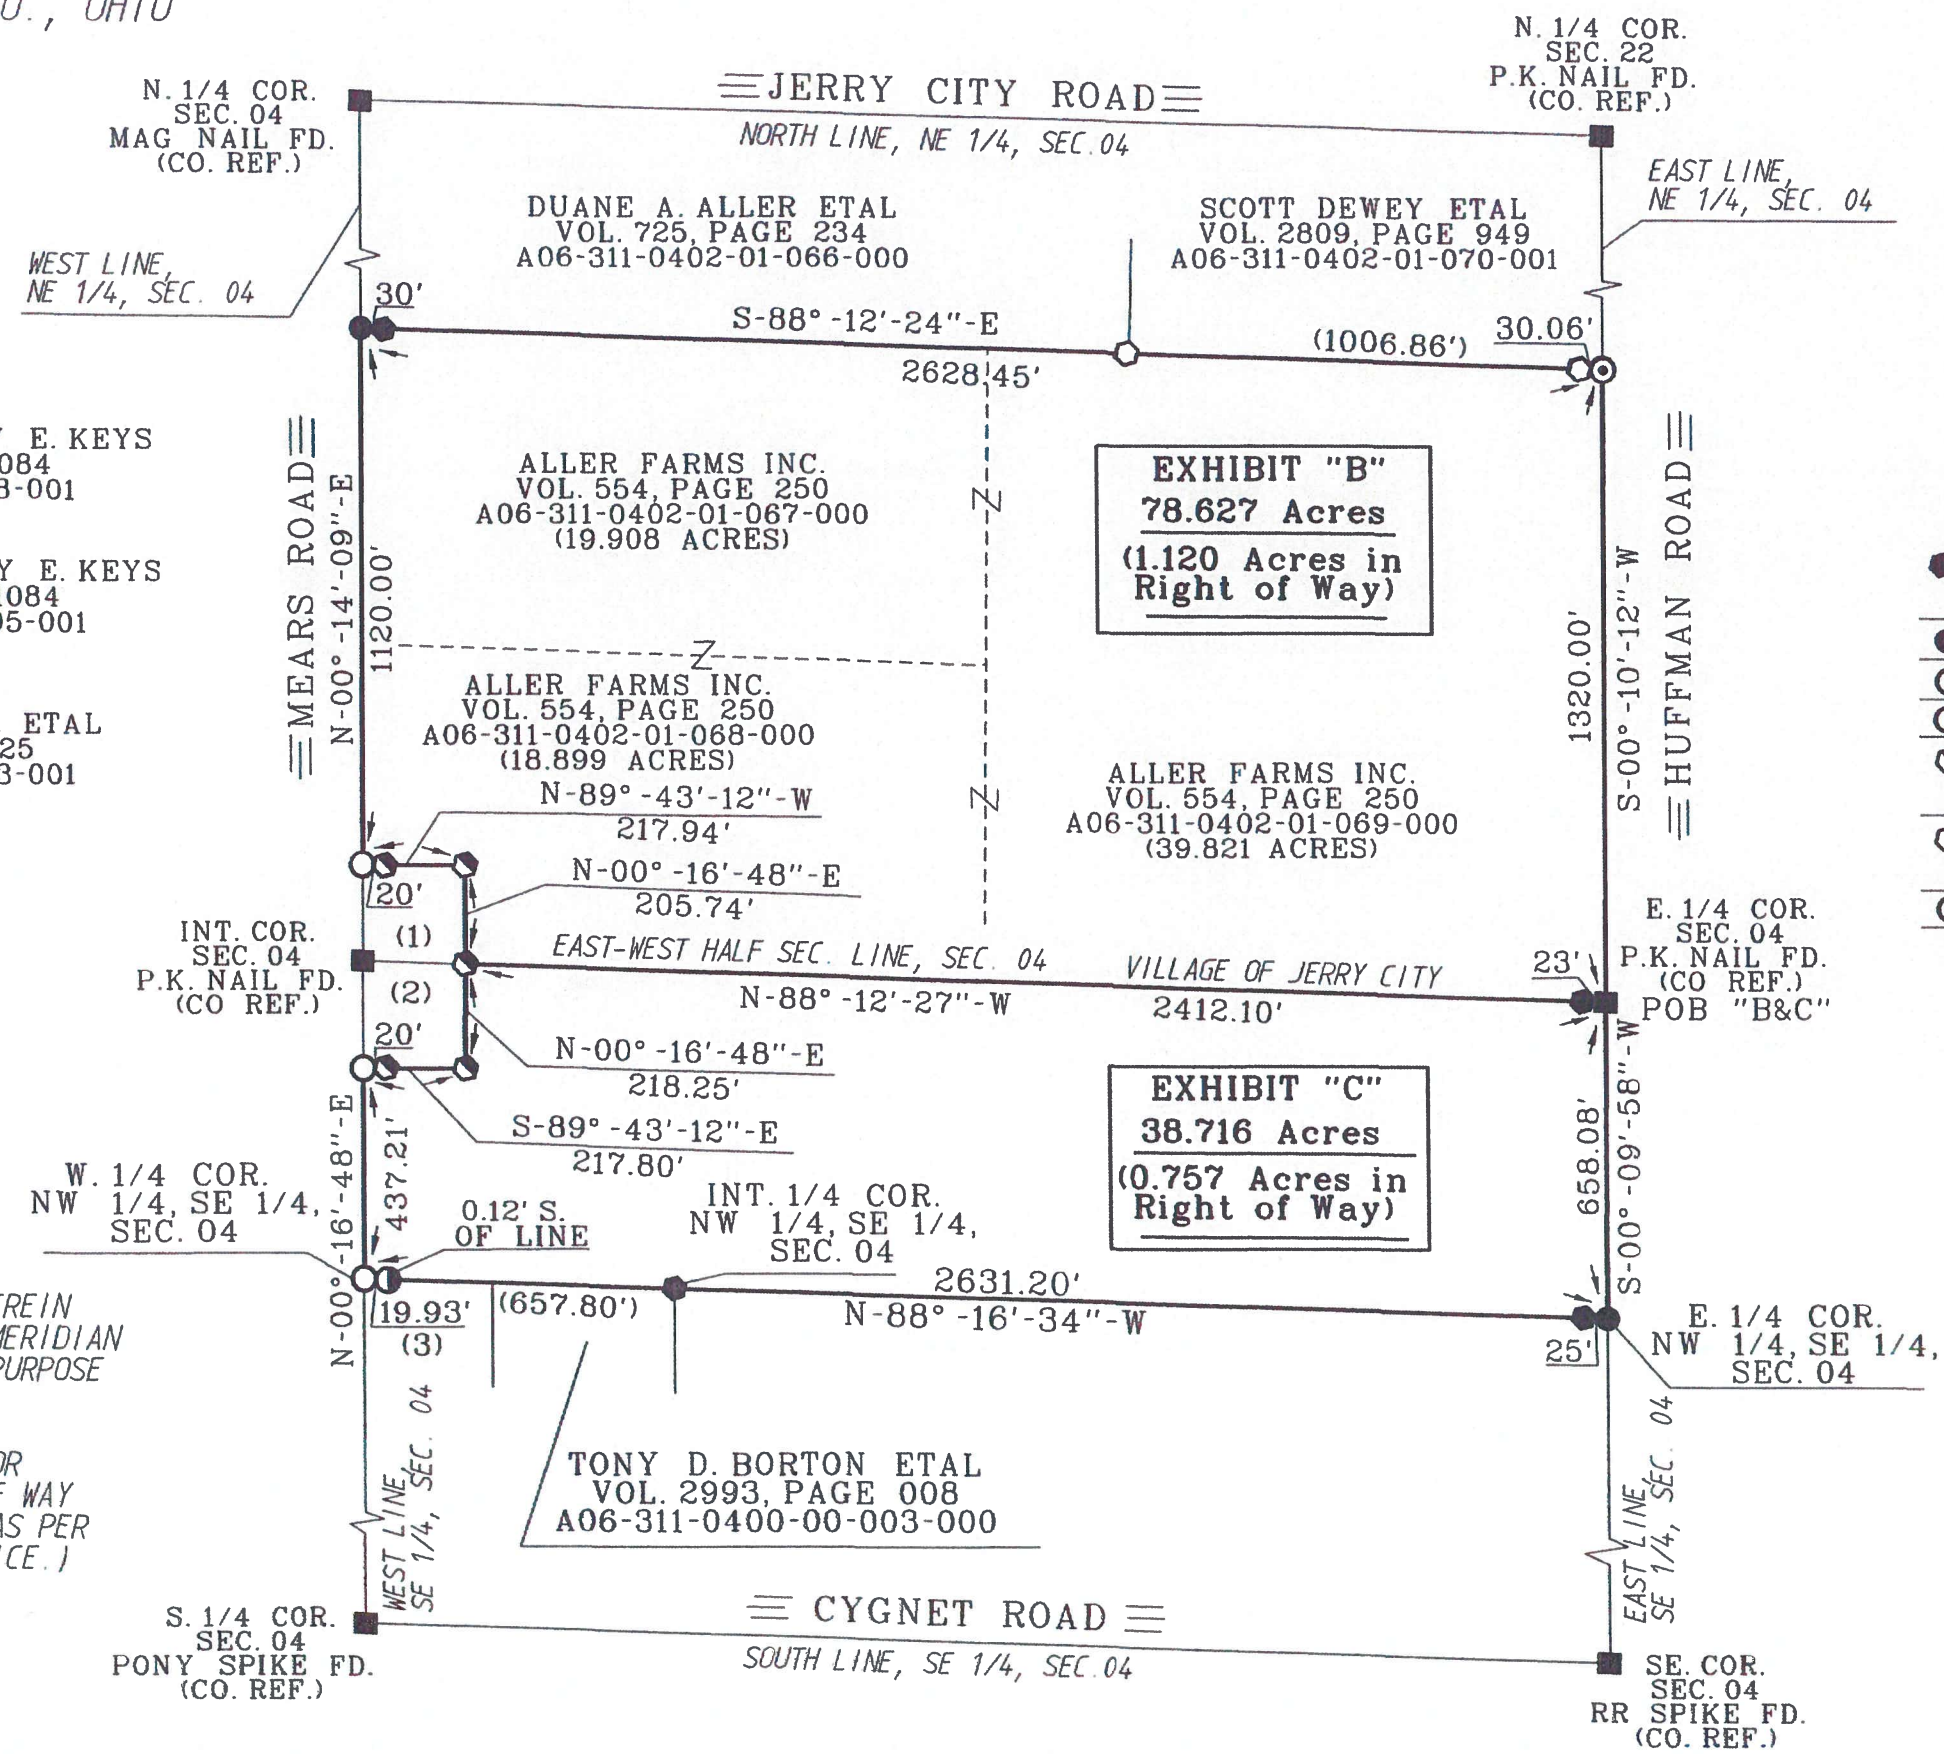 OHIO
N. 1/4 COR.
SEC. 04
MAG NAIL FD.
(CO. REF.)
≡JERRY CITY ROAD≡
NORTH LINE, NE 1/4, SEC.04
N. 1/4 COR.
SEC. 22
P.K. NAIL FD.
(CO. REF.)
EAST LINE,
NE 1/4, SEC. 04
WEST LINE,
NE 1/4, SEC. 04
DUANE A. ALLER ETAL
VOL. 725, PAGE 234
A06-311-0402-01-066-000
SCOTT DEWEY ETAL
VOL. 2809, PAGE 949
A06-311-0402-01-070-001
30'
S-88°-12'-24"-E
2628.45'
(1006.86')
30.06'
E. KEYS
084
3-001
Y E. KEYS
084
05-001
ETAL
25
3-001
≡MEARS ROAD≡
N-00°-14'-09"-E
1120.00'
ALLER FARMS INC.
VOL. 554, PAGE 250
A06-311-0402-01-067-000
(19.908 ACRES)
EXHIBIT "B"
78.627 Acres
(1.120 Acres in
Right of Way)
1320.00'
S-00°-10'-12"-W
≡HUFFMAN ROAD≡
ALLER FARMS INC.
VOL. 554, PAGE 250
A06-311-0402-01-068-000
(18.899 ACRES)
N-89°-43'-12"-W
217.94'
N-00°-16'-48"-E
205.74'
ALLER FARMS INC.
VOL. 554, PAGE 250
A06-311-0402-01-069-000
(39.821 ACRES)
20'
(1)
INT. COR.
SEC. 04
P.K. NAIL FD.
(CO REF.)
(2)
20'
EAST-WEST HALF SEC. LINE, SEC. 04
VILLAGE OF JERRY CITY
N-88°-12'-27"-W
2412.10'
23'
E. 1/4 COR.
SEC. 04
P.K. NAIL FD.
(CO REF.)
POB "B&C"
N-00°-16'-48"-E
218.25'
S-89°-43'-12"-E
217.80'
EXHIBIT "C"
38.716 Acres
(0.757 Acres in
Right of Way)
658.08'
S-00°-09'-58"-W
N-00°-16'-48"-E
437.21'
W. 1/4 COR.
NW 1/4, SE 1/4,
SEC. 04
0.12' S.
OF LINE
INT. 1/4 COR.
NW 1/4, SE 1/4,
SEC. 04
19.93'
(3)
(657.80')
2631.20'
N-88°-16'-34"-W
25'
E. 1/4 COR.
NW 1/4, SE 1/4,
SEC. 04
MERIDIAN
PURPOSE
WAY
AS PER
TONY D. BORTON ETAL
VOL. 2993, PAGE 008
A06-311-0400-00-003-000
WEST LINE,
SE 1/4, SEC. 04
EAST LINE,
SE 1/4, SEC. 04
≡ CYGNET ROAD ≡
SOUTH LINE, SE 1/4, SEC.04
S. 1/4 COR.
SEC. 04
PONY SPIKE FD.
(CO. REF.)
SE. COR.
SEC. 04
RR SPIKE FD.
(CO. REF.)